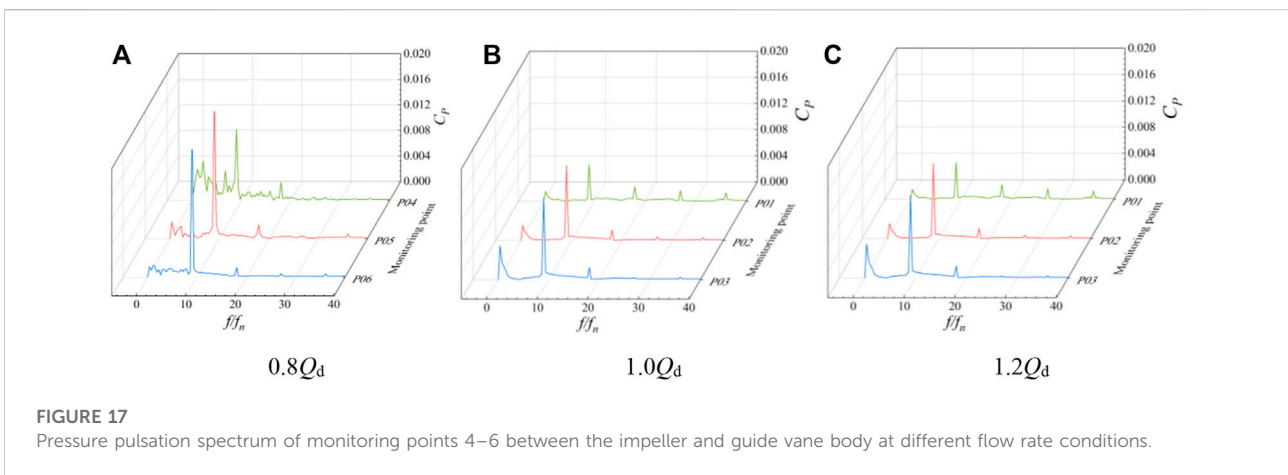 A
B
C
0.020
0.016
0.012
0.008
0.004
0.000
C_P
P04
P05
P06
Monitoring point
0
10
20
30
40
f/f_n
0.020
0.016
0.012
0.008
0.004
0.000
C_P
P01
P02
P03
Monitoring point
0
10
20
30
40
f/f_n
0.020
0.016
0.012
0.008
0.004
0.000
C_P
P01
P02
P03
Monitoring point
0
10
20
30
40
f/f_n
0.8Q_d
1.0Q_d
1.2Q_d
FIGURE 17
Pressure pulsation spectrum of monitoring points 4–6 between the impeller and guide vane body at different flow rate conditions.